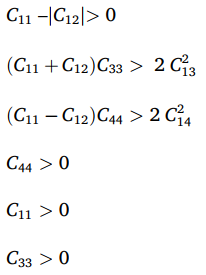 C₁₁ –|C₁₂|> 0
(C₁₁ + C₁₂)C₃₃ > 2 C₁₃²
(C₁₁ − C₁₂)C₄₄ > 2 C₁₄²
C₄₄ > 0
C₁₁ > 0
C₃₃ > 0